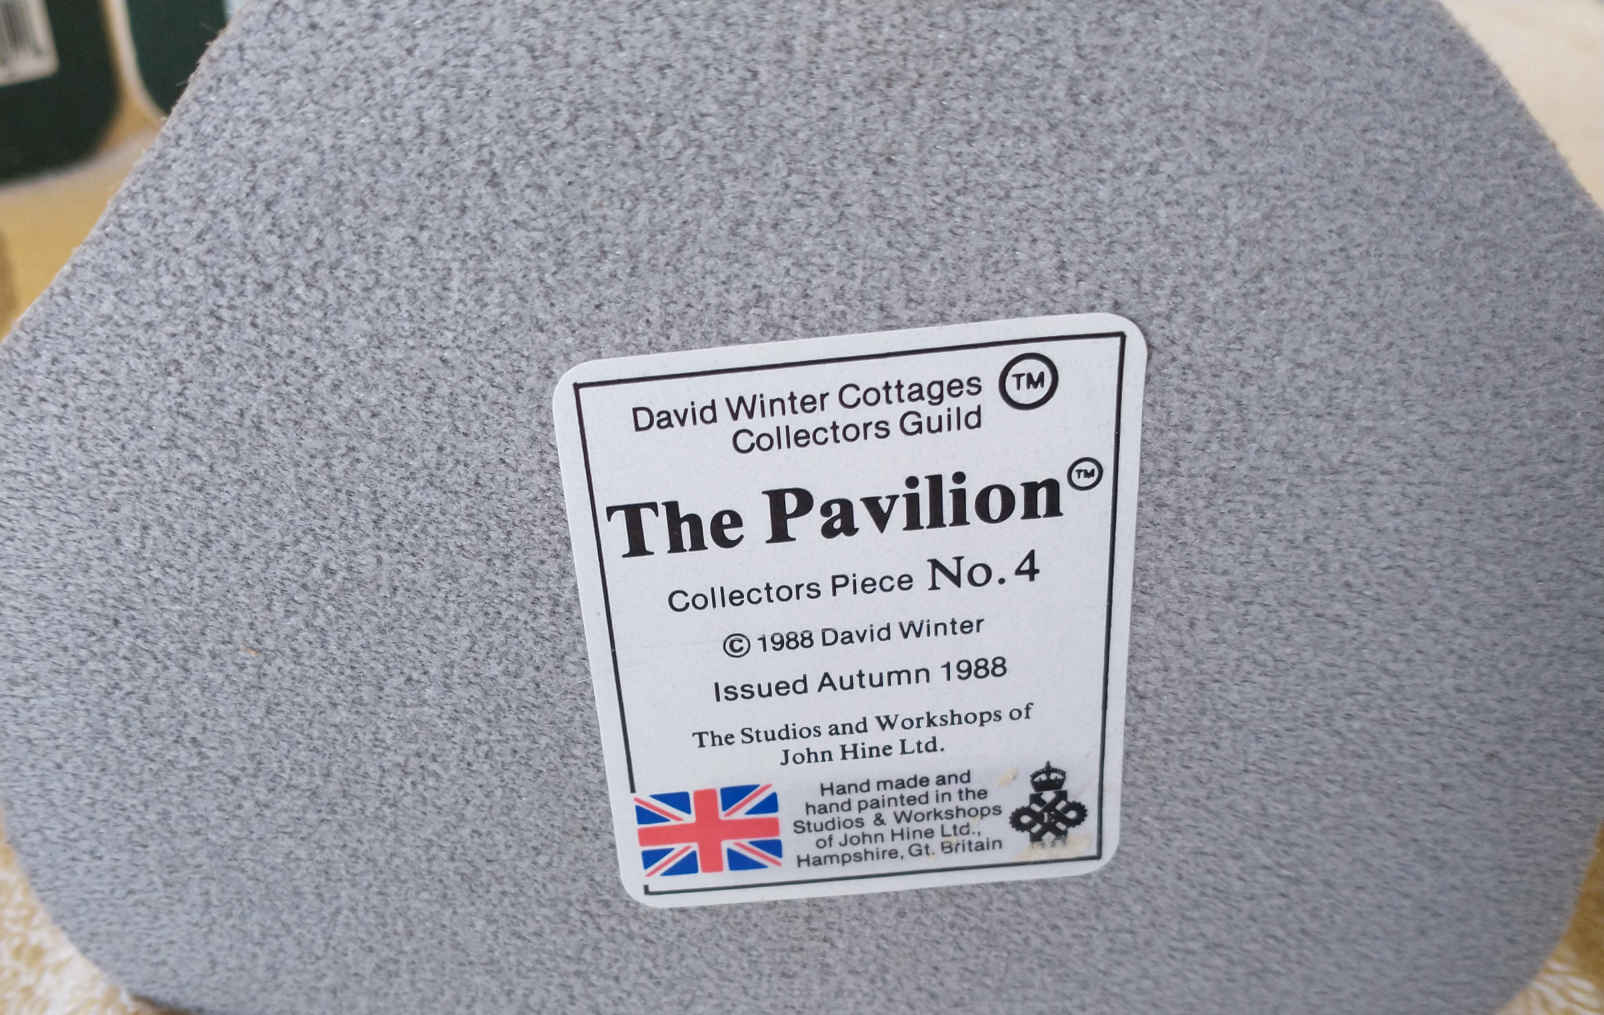 David Winter Cottages TM
Collectors Guild
The Pavilion TM
Collectors Piece No. 4
© 1988 David Winter
Issued Autumn 1988
The Studios and Workshops of
John Hine Ltd.
Hand made and
hand painted in the
Studios & Workshops
of John Hine Ltd.,
Hampshire, Gt. Britain